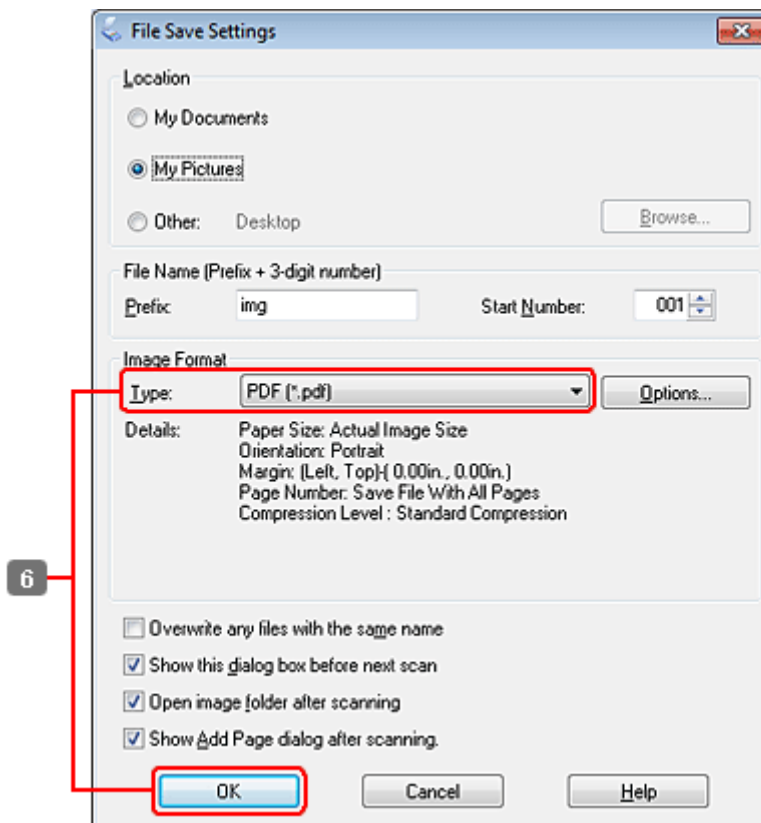 File Save Settings
Location
My Documents
My Pictures
Other: Desktop Browse...
File Name (Prefix + 3-digit number)
Prefix: img Start Number: 001
Image Format
Type: PDF (*.pdf) Options...
Details: Paper Size: Actual Image Size
Orientation: Portrait
Margin: (Left, Top)-( 0.00in., 0.00in.)
Page Number: Save File With All Pages
Compression Level : Standard Compression
6
Overwrite any files with the same name
Show this dialog box before next scan
Open image folder after scanning
Show Add Page dialog after scanning.
OK Cancel Help